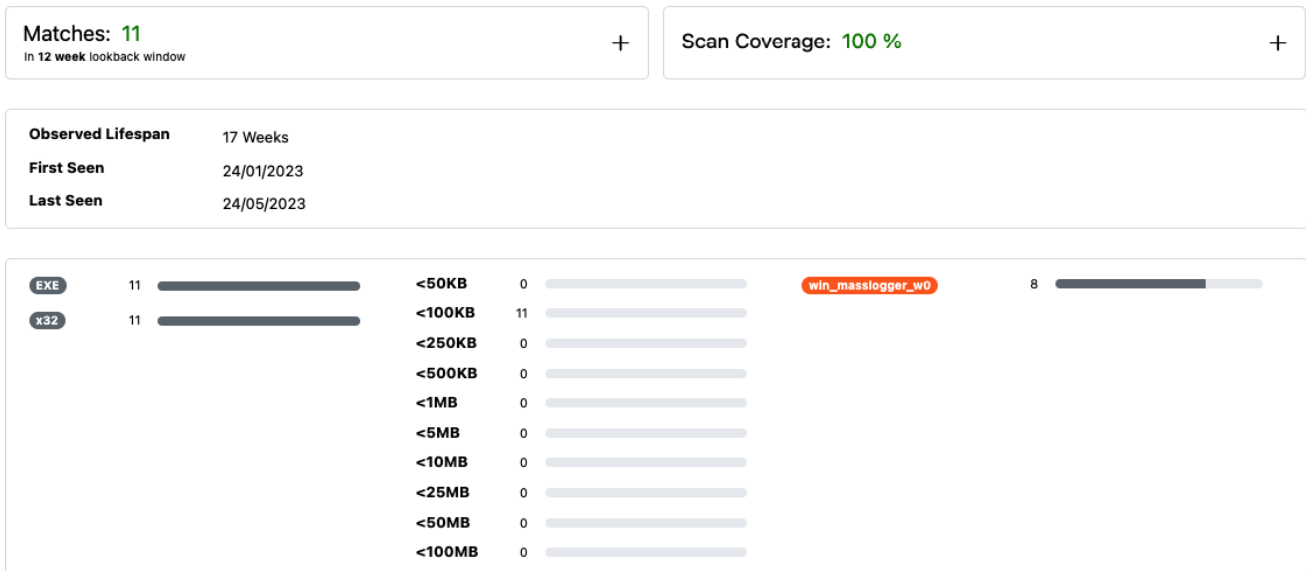 Matches: 11
In 12 week lookback window
+
Scan Coverage: 100 %
+
Observed Lifespan 17 Weeks
First Seen 24/01/2023
Last Seen 24/05/2023
EXE 11
x32 11
<50KB 0
<100KB 11
<250KB 0
<500KB 0
<1MB 0
<5MB 0
<10MB 0
<25MB 0
<50MB 0
<100MB 0
win_masslogger_w0 8